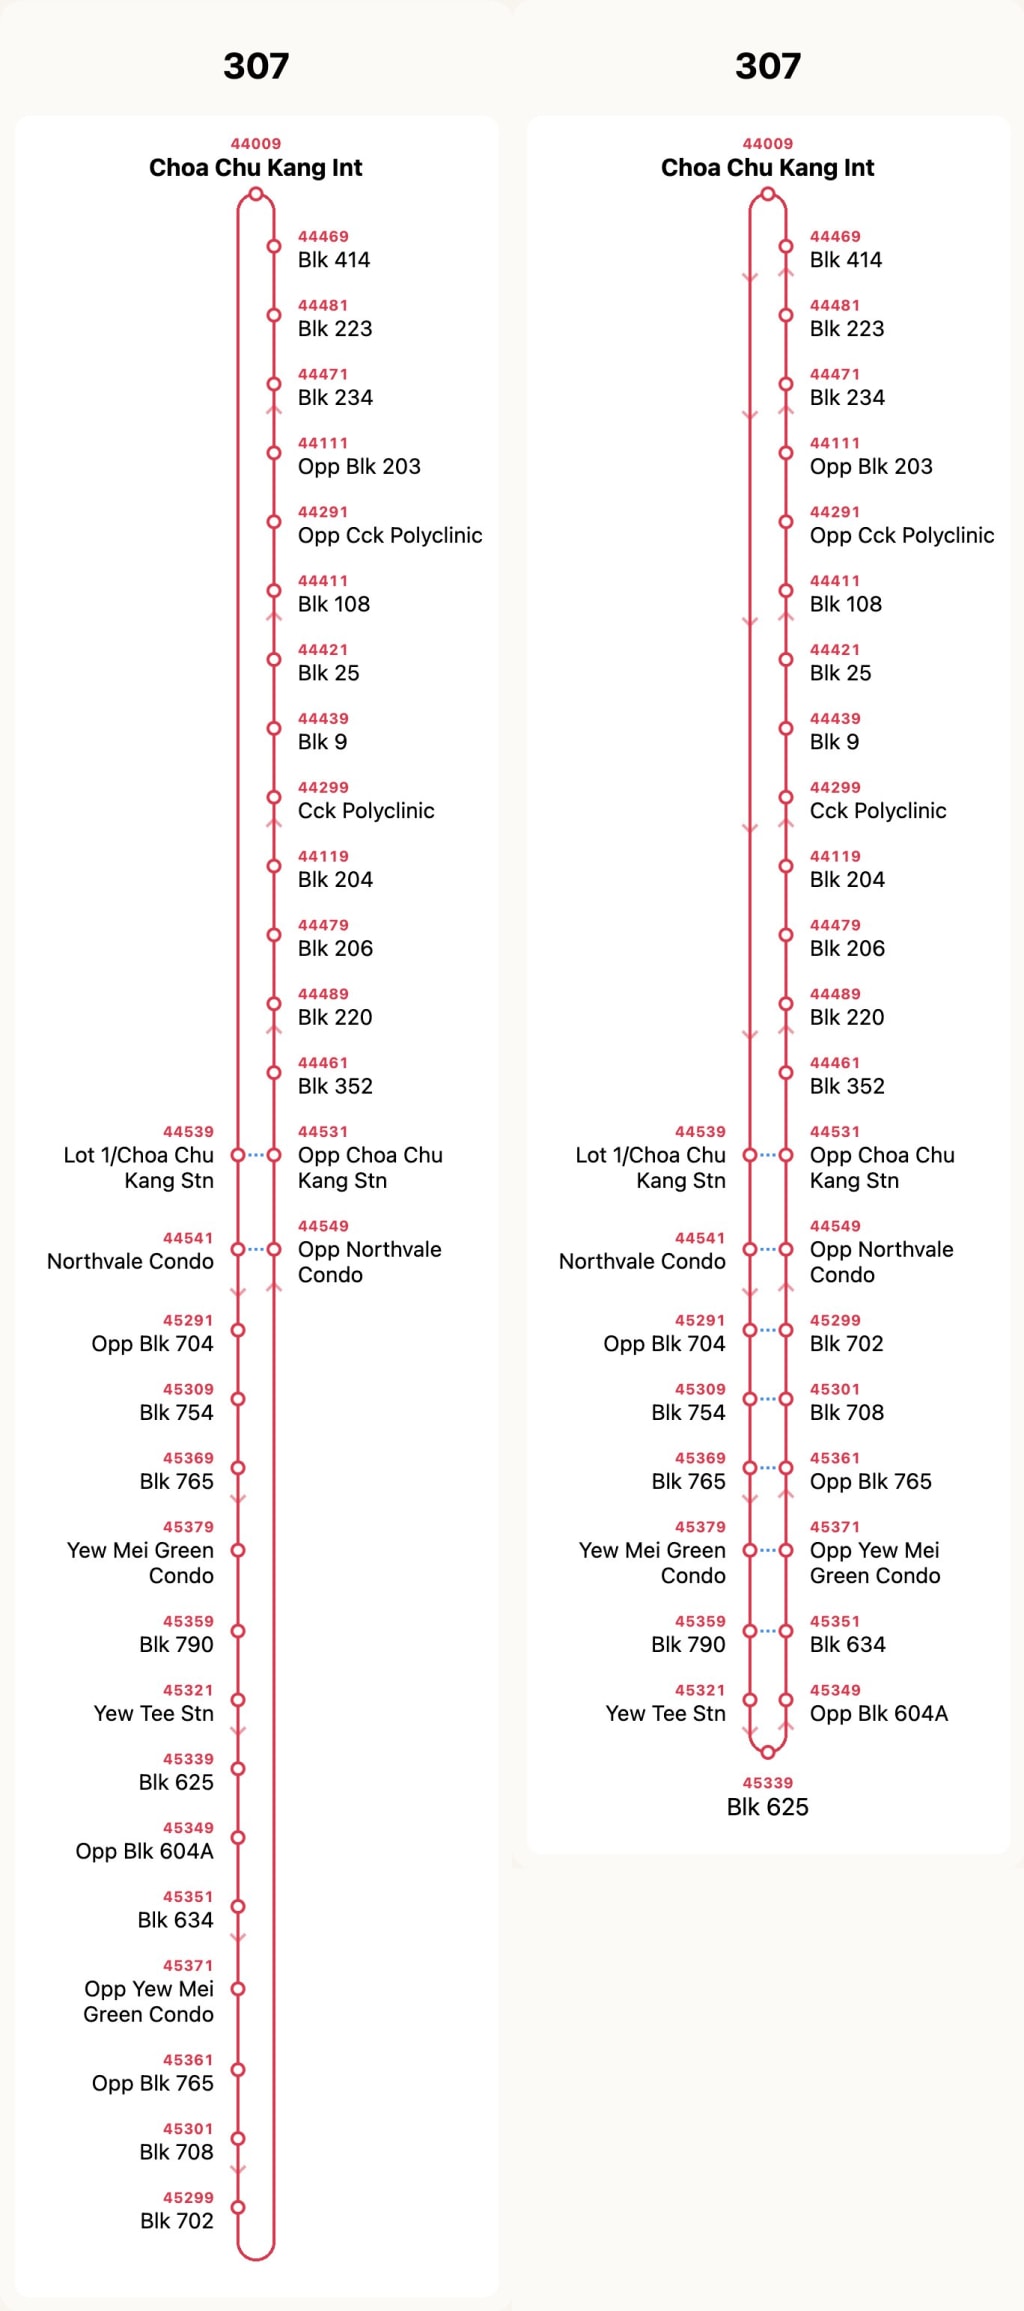 307
44009
Choa Chu Kang Int
44469
Blk 414
44481
Blk 223
44471
Blk 234
44111
Opp Blk 203
44291
Opp Cck Polyclinic
44411
Blk 108
44421
Blk 25
44439
Blk 9
44299
Cck Polyclinic
44119
Blk 204
44479
Blk 206
44489
Blk 220
44461
Blk 352
44539
Lot 1/Choa Chu
Kang Stn
44531
Opp Choa Chu
Kang Stn
44541
Northvale Condo
44549
Opp Northvale
Condo
45291
Opp Blk 704
45309
Blk 754
45369
Blk 765
45379
Yew Mei Green
Condo
45359
Blk 790
45321
Yew Tee Stn
45339
Blk 625
45349
Opp Blk 604A
45351
Blk 634
45371
Opp Yew Mei
Green Condo
45361
Opp Blk 765
45301
Blk 708
45299
Blk 702
307
44009
Choa Chu Kang Int
44469
Blk 414
44481
Blk 223
44471
Blk 234
44111
Opp Blk 203
44291
Opp Cck Polyclinic
44411
Blk 108
44421
Blk 25
44439
Blk 9
44299
Cck Polyclinic
44119
Blk 204
44479
Blk 206
44489
Blk 220
44461
Blk 352
44539
Lot 1/Choa Chu
Kang Stn
44531
Opp Choa Chu
Kang Stn
44541
Northvale Condo
44549
Opp Northvale
Condo
45291
Opp Blk 704
45299
Blk 702
45309
Blk 754
45301
Blk 708
45369
Blk 765
45361
Opp Blk 765
45379
Yew Mei Green
Condo
45371
Opp Yew Mei
Green Condo
45359
Blk 790
45351
Blk 634
45321
Yew Tee Stn
45349
Opp Blk 604A
45339
Blk 625